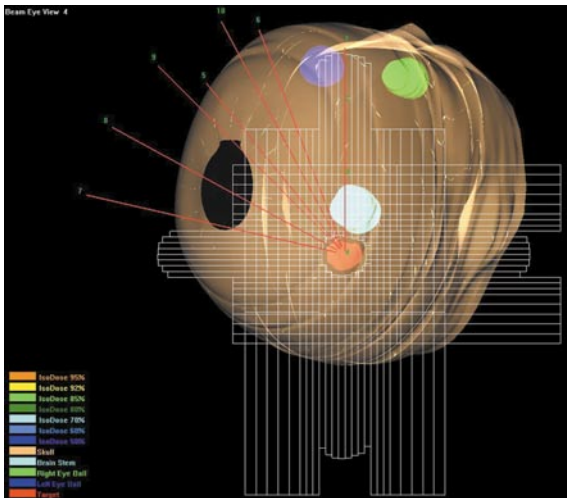 Beam Eye View 4
10
6
9
5
8
7
IsoDose 95%
IsoDose 92%
IsoDose 85%
IsoDose 80%
IsoDose 70%
IsoDose 60%
IsoDose 50%
Skull
Brain Stem
Right Eye Ball
Left Eye Ball
Target